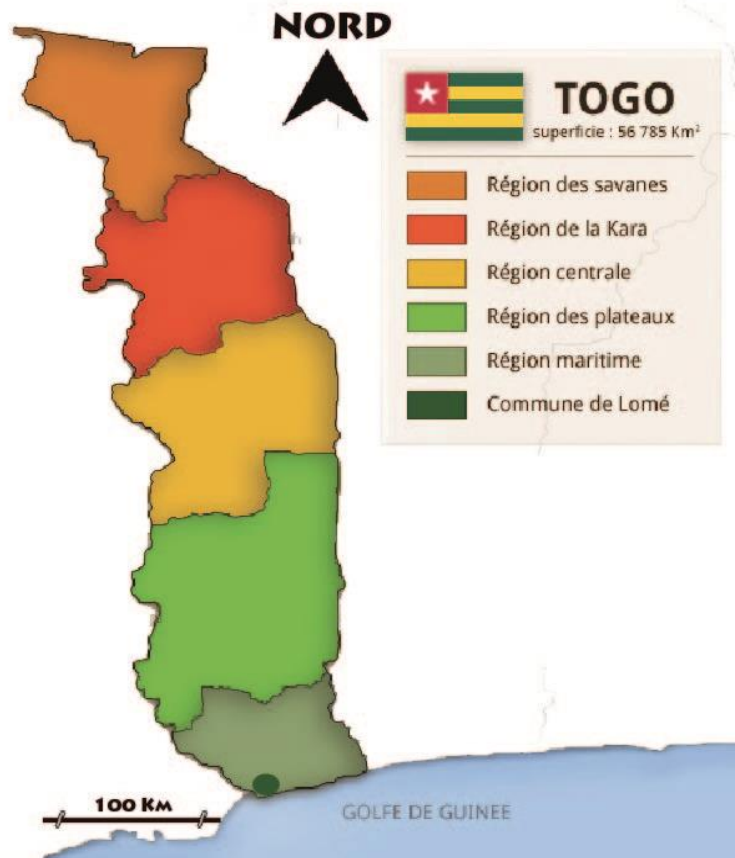 NORD
TOGO
superficie : 56 785 Km²
Région des savanes
Région de la Kara
Région centrale
Région des plateaux
Région maritime
Commune de Lomé
100 Km
GOLFE DE GUINEE